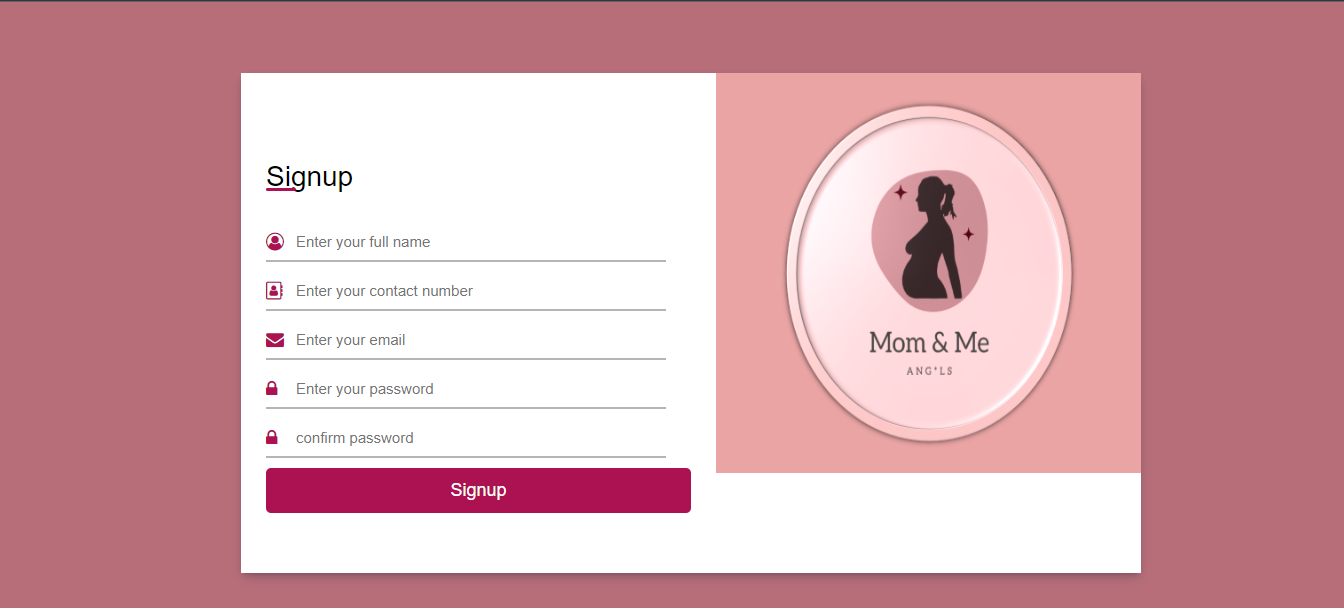 Signup
Enter your full name
Enter your contact number
Enter your email
Enter your password
confirm password
Signup
Mom & Me
ANG*LS